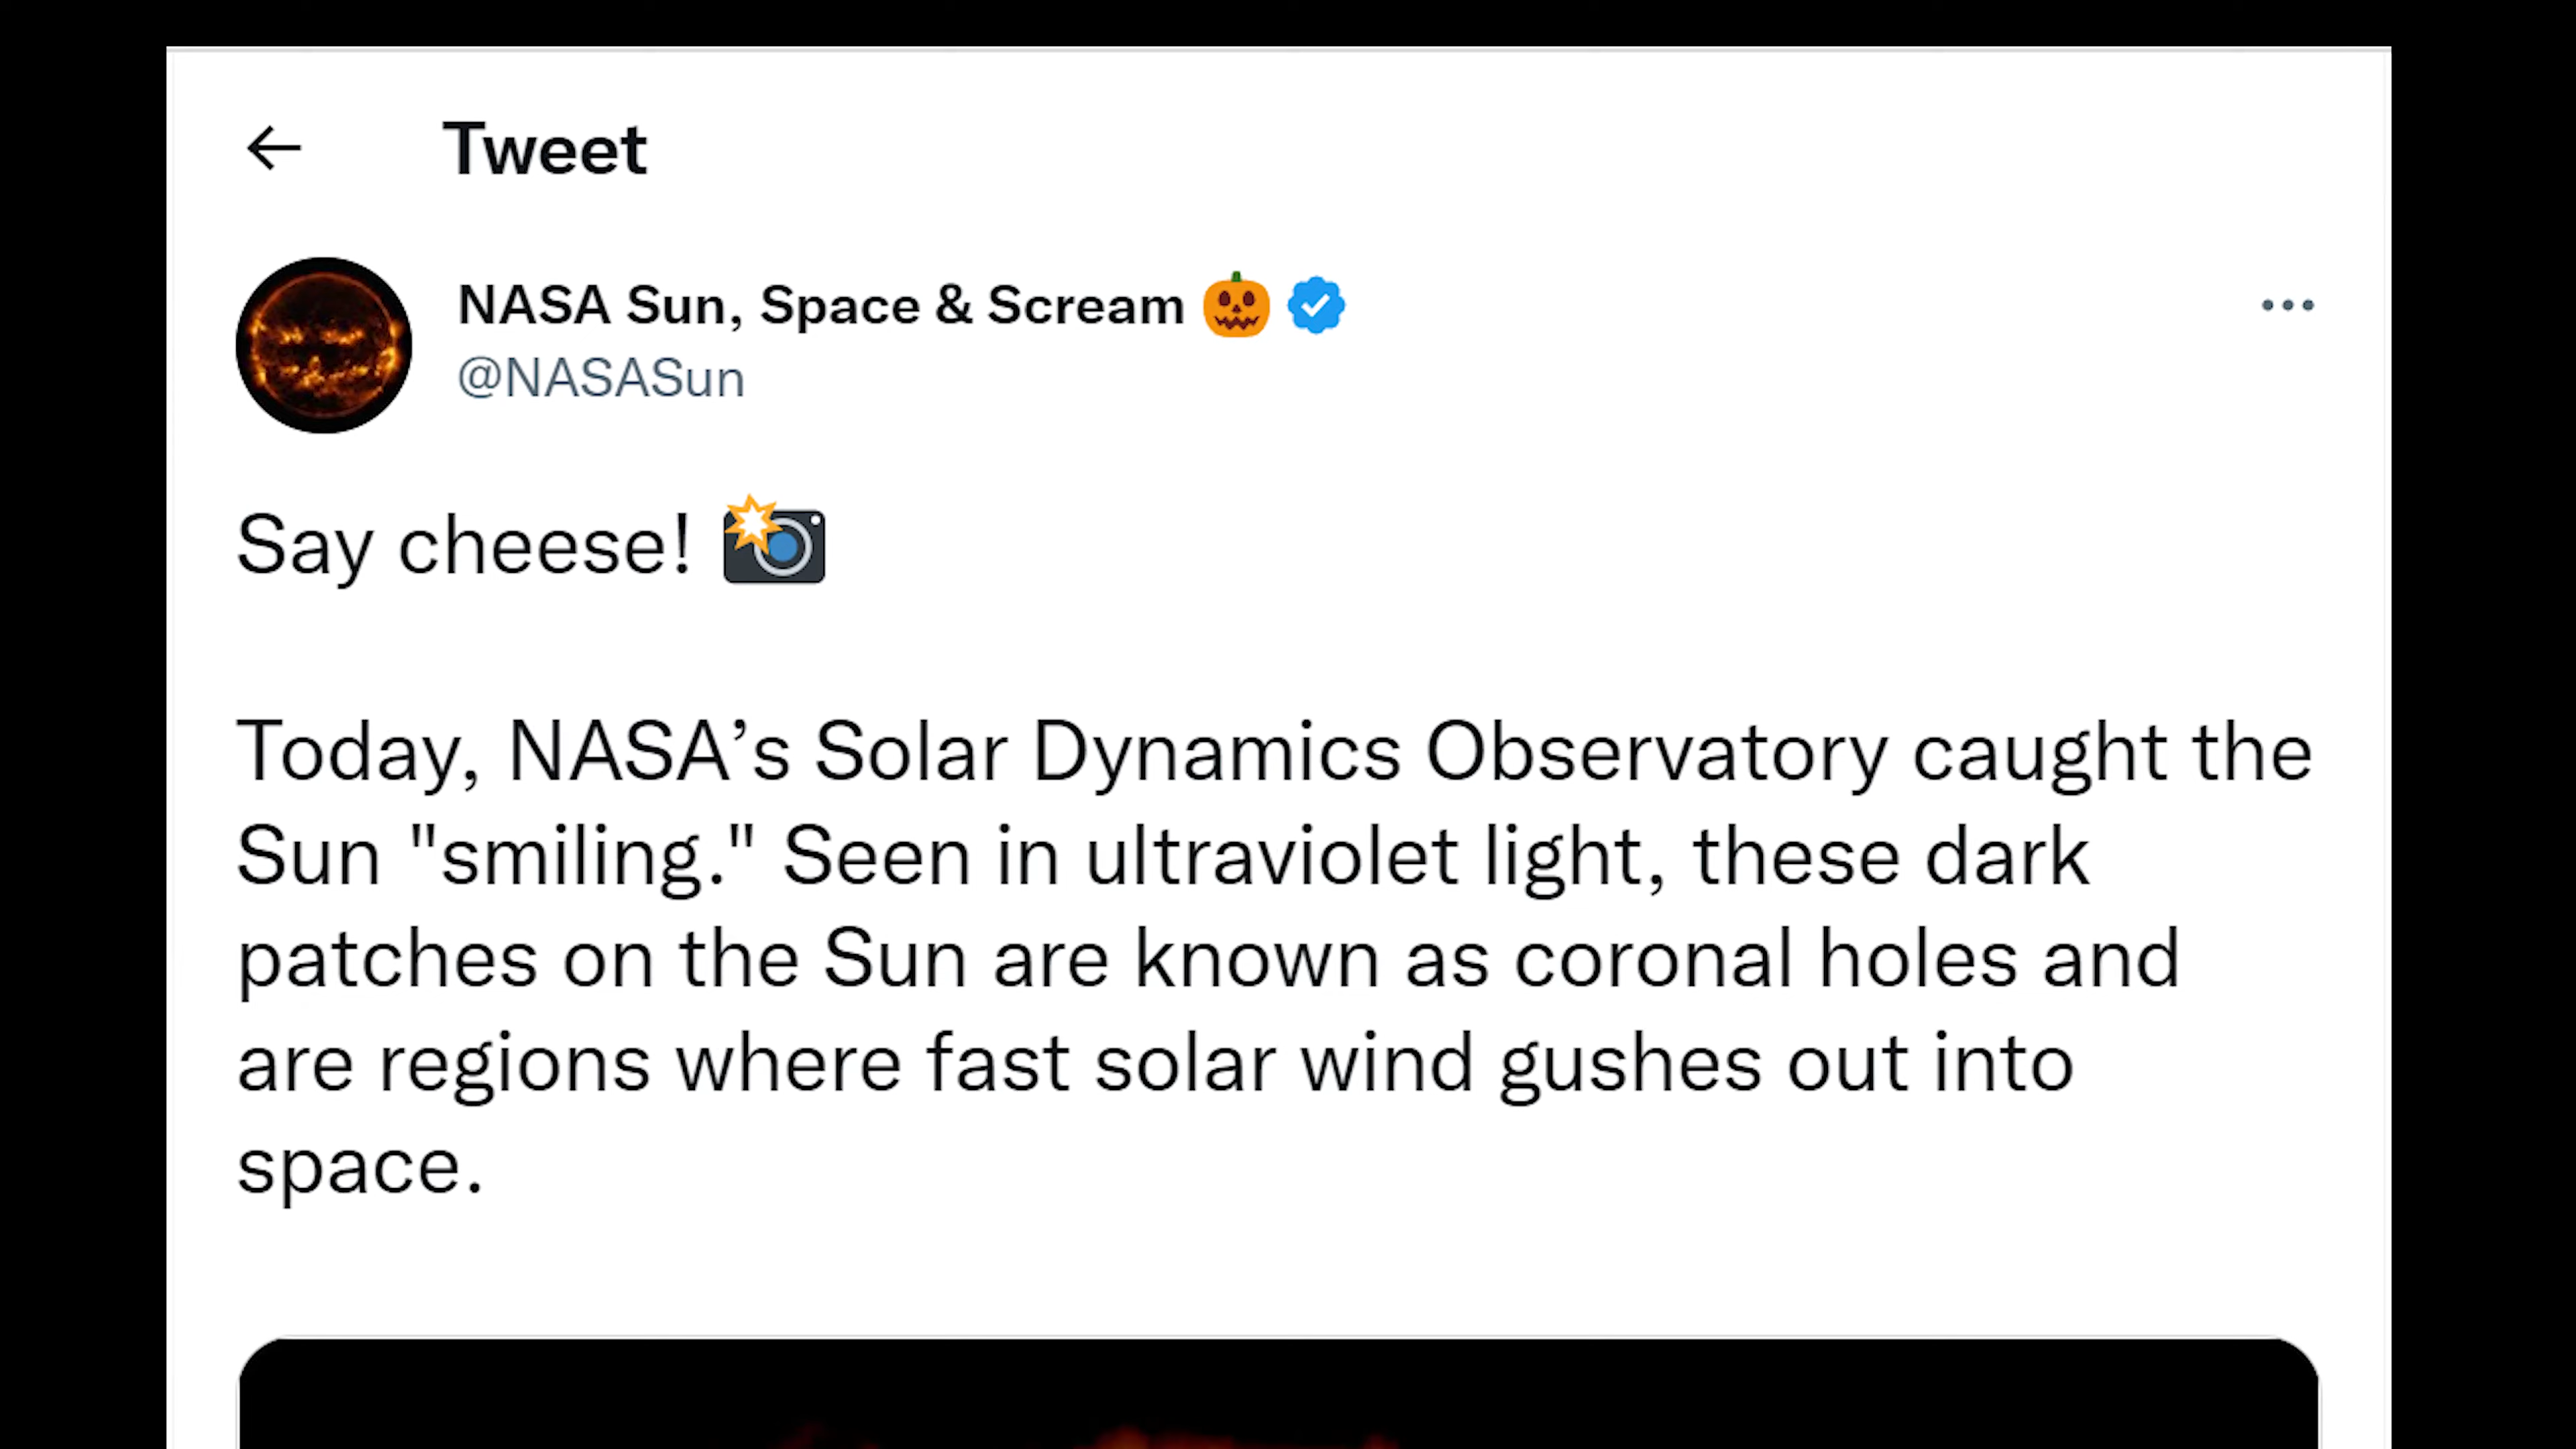 Tweet
NASA Sun, Space & Scream 🎃
@NASASun
Say cheese! 📸
Today, NASA’s Solar Dynamics Observatory caught the
Sun "smiling." Seen in ultraviolet light, these dark
patches on the Sun are known as coronal holes and
are regions where fast solar wind gushes out into
space.